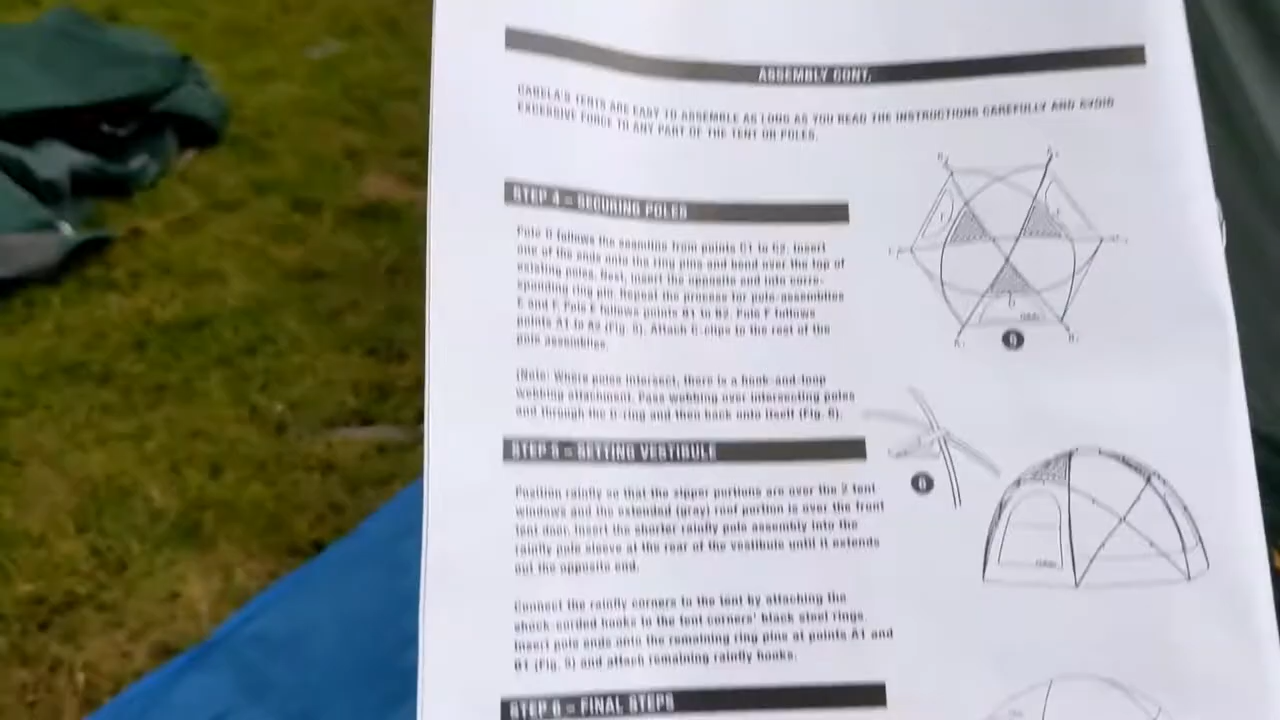 ASSEMBLY CONT.
CABELA'S TENTS ARE EASY TO ASSEMBLE AS LONG AS YOU READ THE INSTRUCTIONS CAREFULLY AND AVOID
EXCESSIVE FORCE TO ANY PART OF THE TENT OR POLES.
STEP 4 – SECURING POLES
Pole D follows the seamline from points C1 to C2. Insert
one of the ends onto the ring pins and bend over the top of
existing poles. Next, insert the opposite end into corre-
sponding ring pin. Repeat the process for pole assemblies
E and F. Pole E follows points B1 to B2. Pole F follows
points A1 to A2 Attach C-clips to the rest of the
pole assemblies.
(Note: Where poles intersect, there is a hook-and-loop
webbing attachment. Pass webbing over intersecting poles
and through the D-ring and then back onto itself
STEP 5 – SETTING VESTIBULE
Position rainfly so that the zipper portions are over the 2 tent
windows and the extended (gray) roof portion is over the front
tent door. Insert the shorter rainfly pole assembly into the
rainfly pole sleeve at the rear of the vestibule until it extends
out the opposite end.
Connect the rainfly corners to the tent by attaching the
shock-corded hooks to the tent corners' black steel rings
Insert pole ends onto the remaining ring pins at points A1 and
B1 and attach remaining rainfly hooks.
STEP 6 – FINAL STEPS